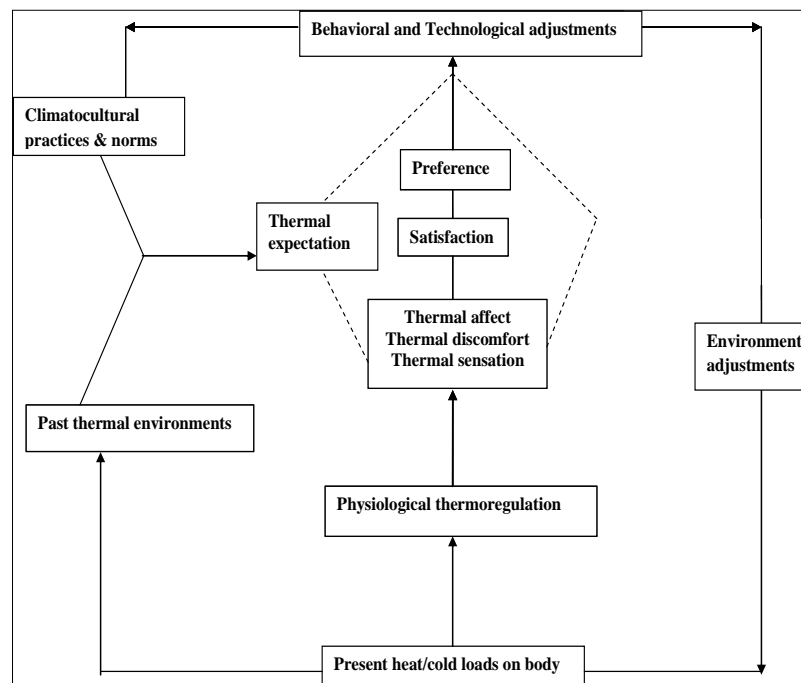 Behavioral and Technological adjustments
Climatocultural
practices & norms
Preference
Thermal
expectation
Satisfaction
Thermal affect
Thermal discomfort
Thermal sensation
Environment
adjustments
Past thermal environments
Physiological thermoregulation
Present heat/cold loads on body